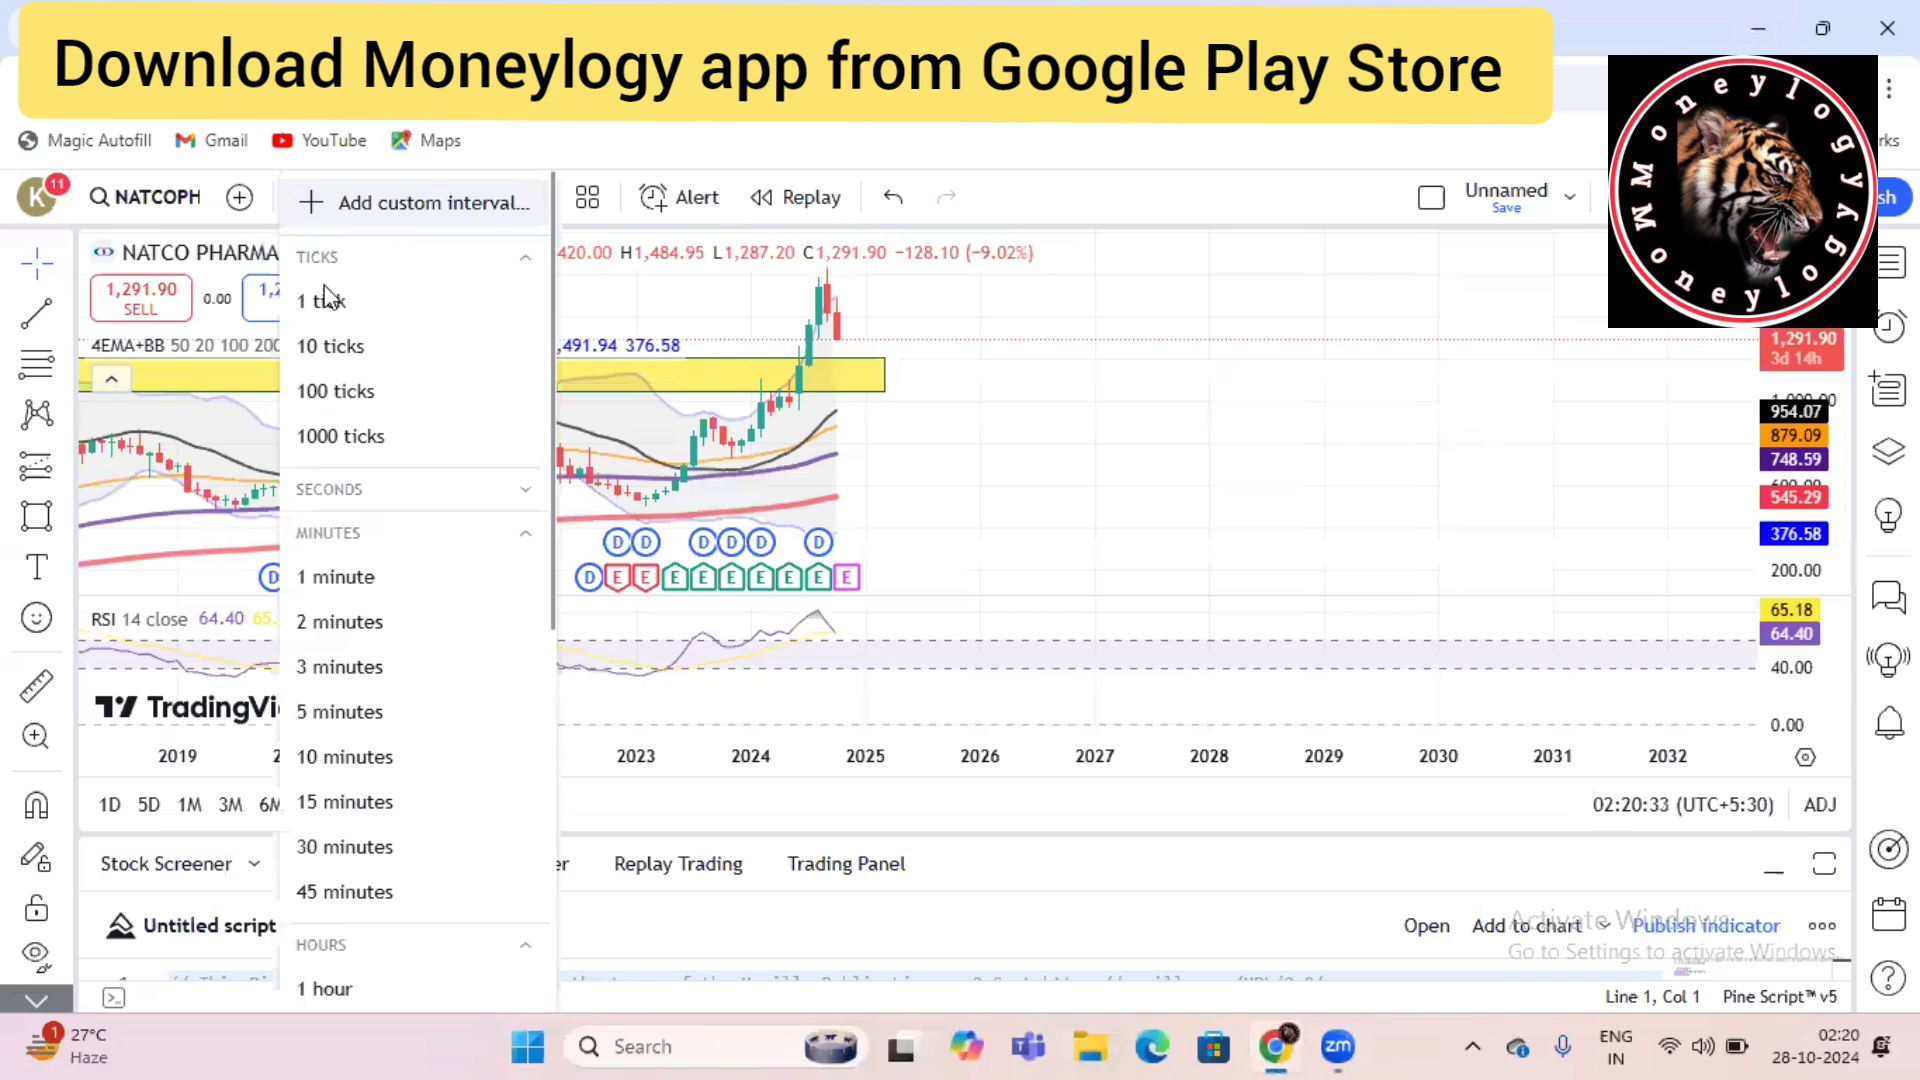 Download Moneylogy app from Google Play Store
Moneylogy
Moneylogy
Magic Autofill
Gmail
YouTube
Maps
K
11
NATCOPH
Add custom interval...
Alert
Replay
Unnamed
Save
NATCO PHARMA
420.00 H1,484.95 L1,287.20 C1,291.90 −128.10 (−9.02%)
1,291.90
SELL
0.00
4EMA+BB 50 20 100 200
,491.94 376.58
TICKS
1 tick
10 ticks
100 ticks
1000 ticks
SECONDS
MINUTES
1 minute
2 minutes
3 minutes
5 minutes
10 minutes
15 minutes
30 minutes
45 minutes
HOURS
1 hour
1,291.90
3d 14h
954.07
879.09
748.59
545.29
376.58
200.00
D D D D D D
D D E E E E E E E E E
RSI 14 close 64.40
65.18
64.40
40.00
0.00
TradingVi
2019 2023 2024 2025 2026 2027 2028 2029 2030 2031 2032
1D 5D 1M 3M 6M
02:20:33 (UTC+5:30)
ADJ
Stock Screener
Replay Trading
Trading Panel
Untitled script
Open
Add to chart
Publish indicator
Activate Windows
Go to Settings to activate Windows.
Line 1, Col 1
Pine Script™ v5
1
27°C
Haze
Search
zm
ENG
IN
02:20
28-10-2024